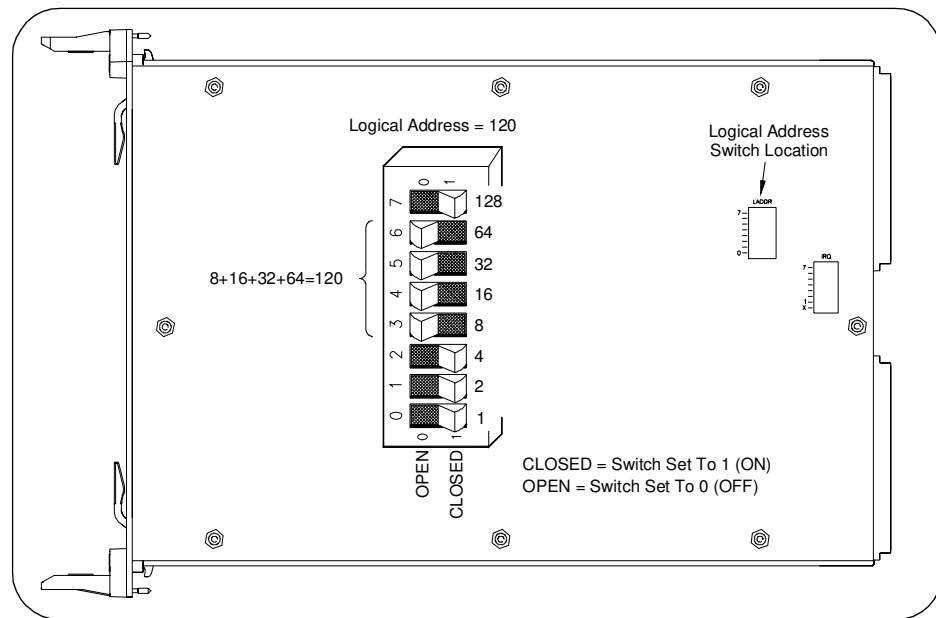 Logical Address = 120
Logical Address
Switch Location
LADDR
7
0
IRQ
7
1
X
0 1
7 128
6 64
5 32
4 16
3 8
2 4
1 2
0 1
0 1
8+16+32+64=120
OPEN
CLOSED
CLOSED = Switch Set To 1 (ON)
OPEN = Switch Set To 0 (OFF)